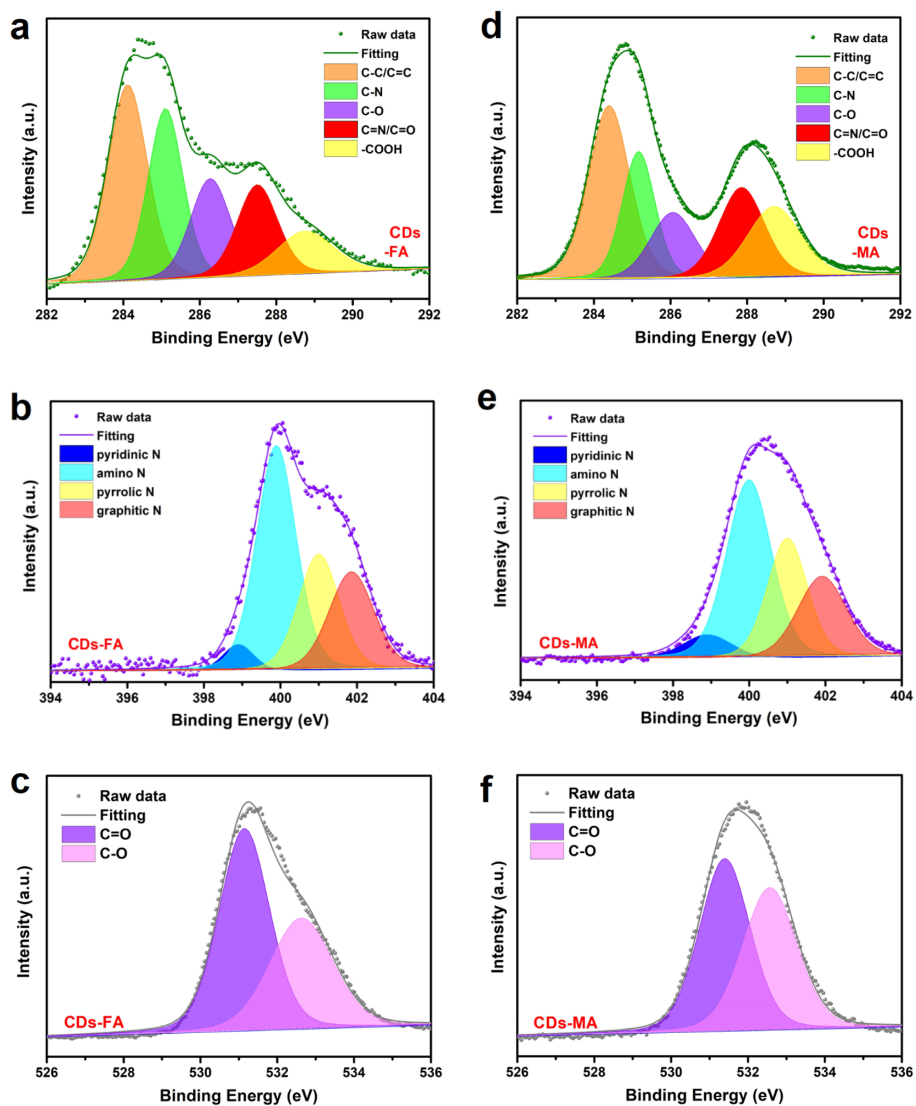 a
Raw data
Fitting
C-C/C=C
C-N
C-O
C=N/C=O
-COOH
CDs
-FA
Intensity (a.u.)
282 284 286 288 290 292
Binding Energy (eV)
d
Raw data
Fitting
C-C/C=C
C-N
C-O
C=N/C=O
-COOH
CDs
-MA
Intensity (a.u.)
282 284 286 288 290 292
Binding Energy (eV)
b
Raw data
Fitting
pyridinic N
amino N
pyrrolic N
graphitic N
CDs-FA
Intensity (a.u.)
394 396 398 400 402 404
Binding Energy (eV)
e
Raw data
Fitting
pyridinic N
amino N
pyrrolic N
graphitic N
CDs-MA
Intensity (a.u.)
394 396 398 400 402 404
Binding Energy (eV)
c
Raw data
Fitting
C=O
C-O
CDs-FA
Intensity (a.u.)
526 528 530 532 534 536
Binding Energy (eV)
f
Raw data
Fitting
C=O
C-O
CDs-MA
Intensity (a.u.)
526 528 530 532 534 536
Binding Energy (eV)